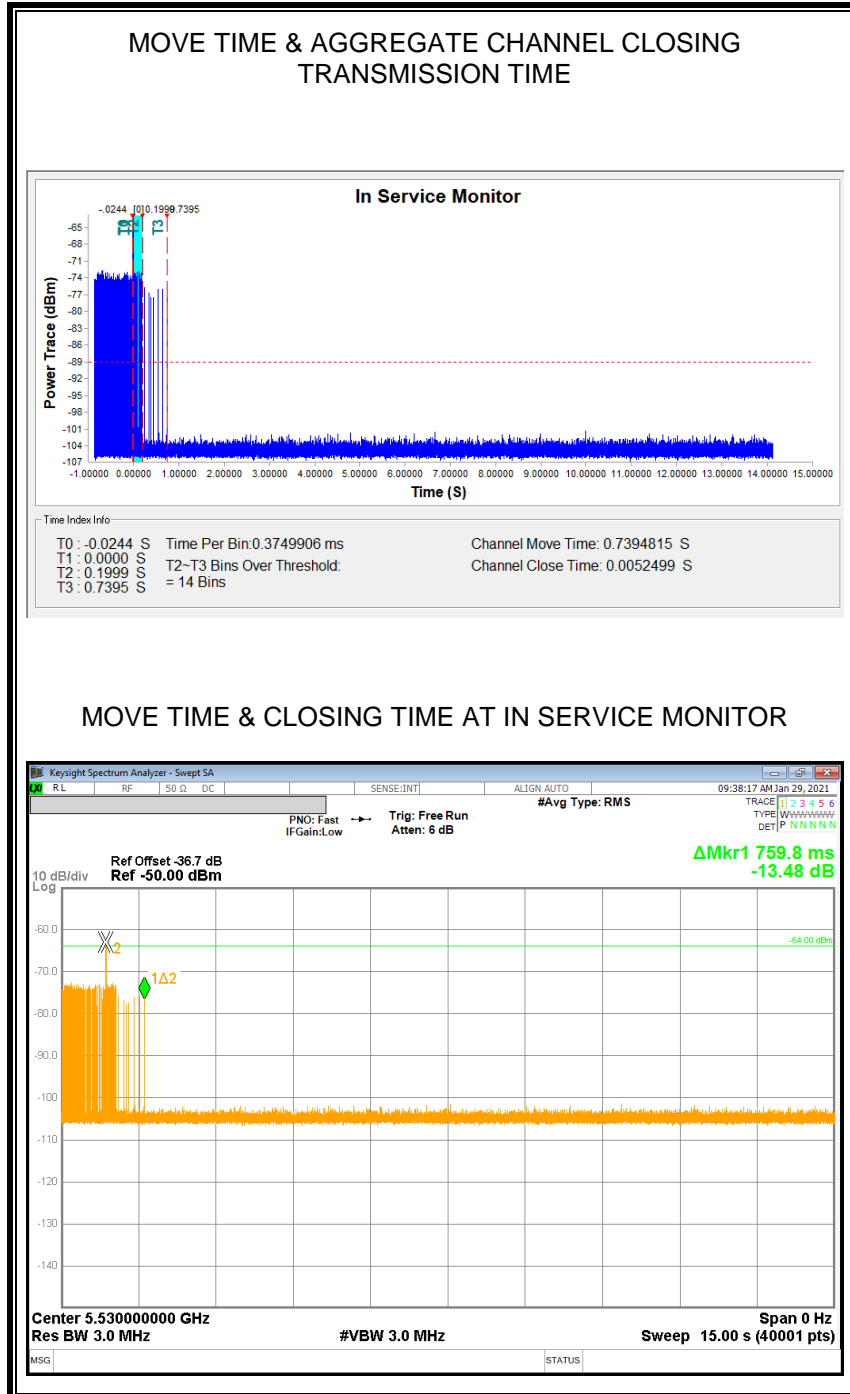 MOVE TIME & AGGREGATE CHANNEL CLOSING
TRANSMISSION TIME
In Service Monitor
-.0244 [0]0.1999 0.7395
T2
T3
Power Trace (dBm)
-65
-68
-71
-74
-77
-80
-83
-86
-89
-92
-95
-98
-101
-104
-107
-1.00000 0.00000 1.00000 2.00000 3.00000 4.00000 5.00000 6.00000 7.00000 8.00000 9.00000 10.00000 11.00000 12.00000 13.00000 14.00000 15.00000
Time (S)
Time Index Info
T0 : -0.0244 S
T1 : 0.0000 S
T2 : 0.1999 S
T3 : 0.7395 S
Time Per Bin:0.3749906 ms
T2~T3 Bins Over Threshold:
= 14 Bins
Channel Move Time: 0.7394815 S
Channel Close Time: 0.0052499 S
MOVE TIME & CLOSING TIME AT IN SERVICE MONITOR
Keysight Spectrum Analyzer - Swept SA
LXI RL RF 50 Ω DC SENSE:INT ALIGN AUTO 09:38:17 AM Jan 29, 2021
PNO: Fast
IFGain:Low
Trig: Free Run
Atten: 6 dB
#Avg Type: RMS
TRACE 1 2 3 4 5 6
TYPE WWWWWW
DET P N N N N N
ΔMkr1 759.8 ms
-13.48 dB
Ref Offset -36.7 dB
10 dB/div Ref -50.00 dBm
Log
-60.0
-64.00 dBm
2
-70.0
1Δ2
-80.0
-90.0
-100
-110
-120
-130
-140
Center 5.530000000 GHz Span 0 Hz
Res BW 3.0 MHz #VBW 3.0 MHz Sweep 15.00 s (40001 pts)
MSG STATUS